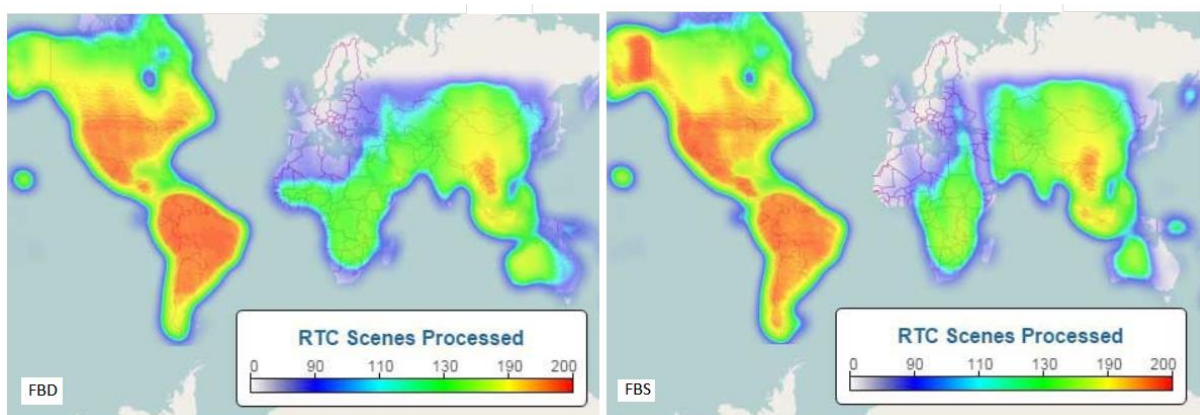 RTC Scenes Processed
0 90 110 130 190 200
FBD
RTC Scenes Processed
0 90 110 130 190 200
FBS